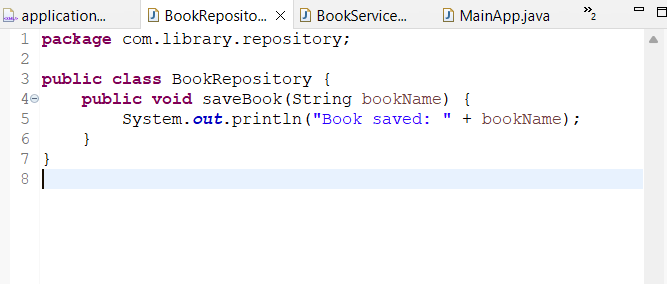 application... BookReposito... BookService... MainApp.java »2
1 package com.library.repository;
2
3 public class BookRepository {
4     public void saveBook(String bookName) {
5         System.out.println("Book saved: " + bookName);
6     }
7 }
8